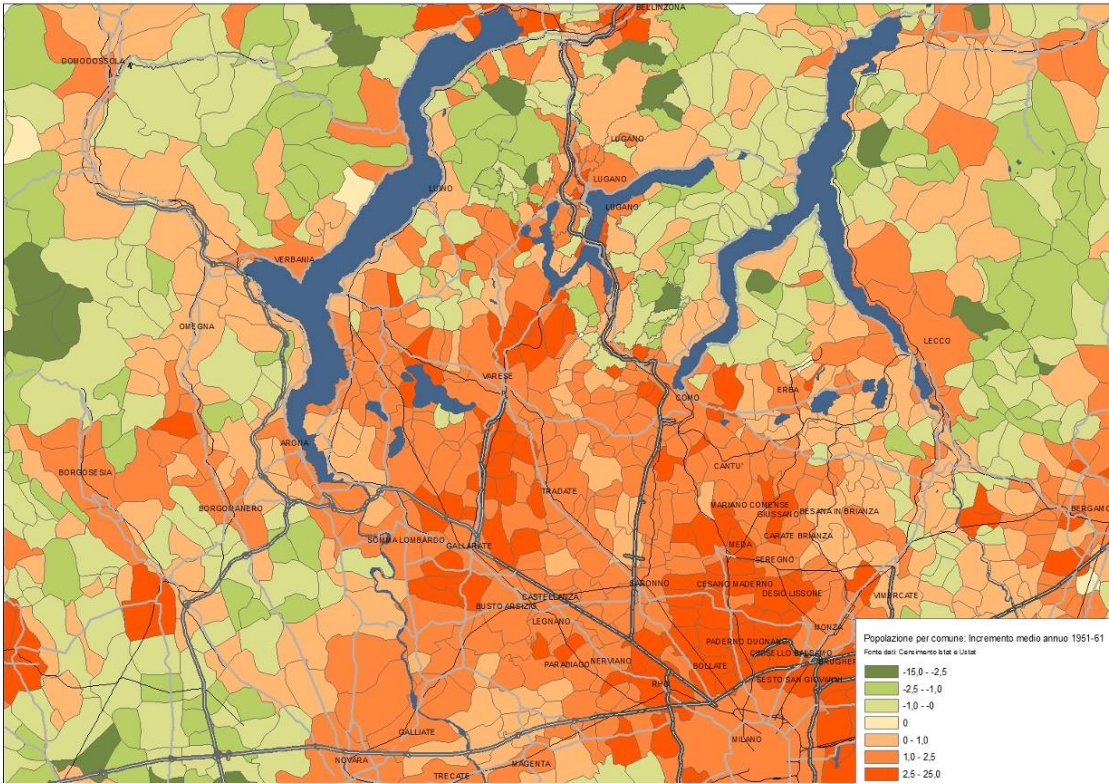 BELLINZONA
DOMODOSSOLA
LUGANO
LUGANO
LUINO
LUGANO
VERBANIA
OMEGNA
LECCO
VARESE
ERBA
COMO
ARONA
BORGOSESIA
CANTU'
TRADATE
BORGOMANERO
MARIANO COMENSE
GIUSSANO
BESANA IN BRIANZA
BERGAMO
CARATE BRIANZA
SOMMA LOMBARDO
GALLARATE
MEDA
SEREGNO
SARONNO
CESANO MADERNO
DESIO
LISSONE
CASTELLANZA
BUSTO ARSIZIO
VIMERCATE
LEGNANO
MONZA
PADERNO DUGNANO
CINISELLO BALSAMO
PARABIAGO
NERVIANO
BOLLATE
BRUGHER
SESTO SAN GIOVANNI
RHO
GALLIATE
MILANO
NOVARA
MAGENTA
TRECATE
Popolazione per comune: Incremento medio annuo 1951-61
Fonte dati: Censimento Istat e Ustat
-15,0 - -2,5
-2,5 - -1,0
-1,0 - -0
0
0 - 1,0
1,0 - 2,5
2,5 - 25,0